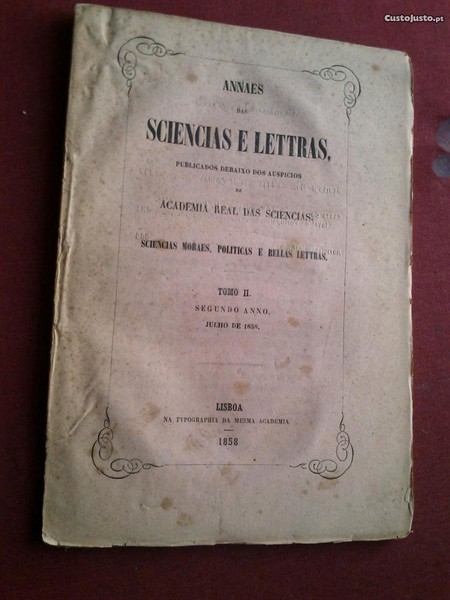 CustoJusto.pt
ANNAES
DAS
SCIENCIAS E LETTRAS,
PUBLICADOS DEBAIXO DOS AUSPICIOS
DA
ACADEMIA REAL DAS SCIENCIAS.
SCIENCIAS MORAES, POLITICAS E BELLAS LETTRAS.
TOMO II.
SEGUNDO ANNO.
JULHO DE 1858.
LISBOA
NA TYPOGRAPHIA DA MESMA ACADEMIA
1858